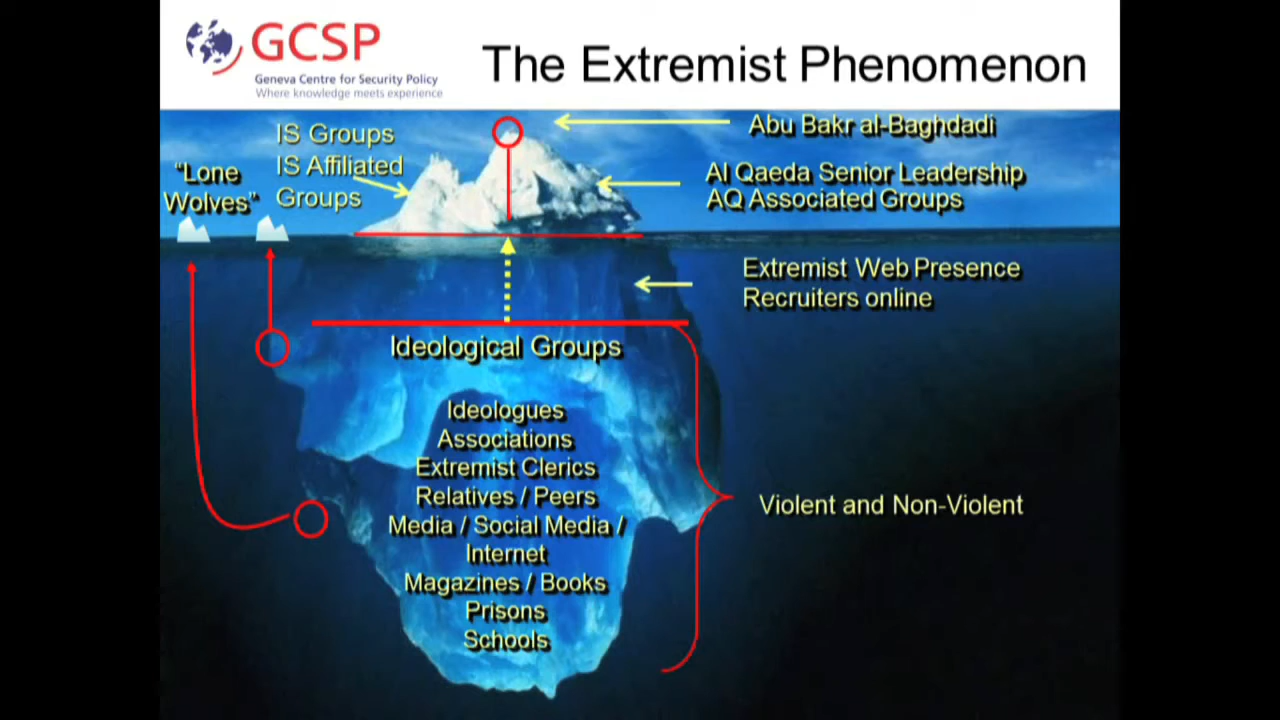 GCSP
Geneva Centre for Security Policy
Where knowledge meets experience
The Extremist Phenomenon
IS Groups
IS Affiliated
Groups
"Lone
Wolves"
Abu Bakr al-Baghdadi
Al Qaeda Senior Leadership
AQ Associated Groups
Extremist Web Presence
Recruiters online
Ideological Groups
Ideologues
Associations
Extremist Clerics
Relatives / Peers
Media / Social Media /
Internet
Magazines / Books
Prisons
Schools
Violent and Non-Violent